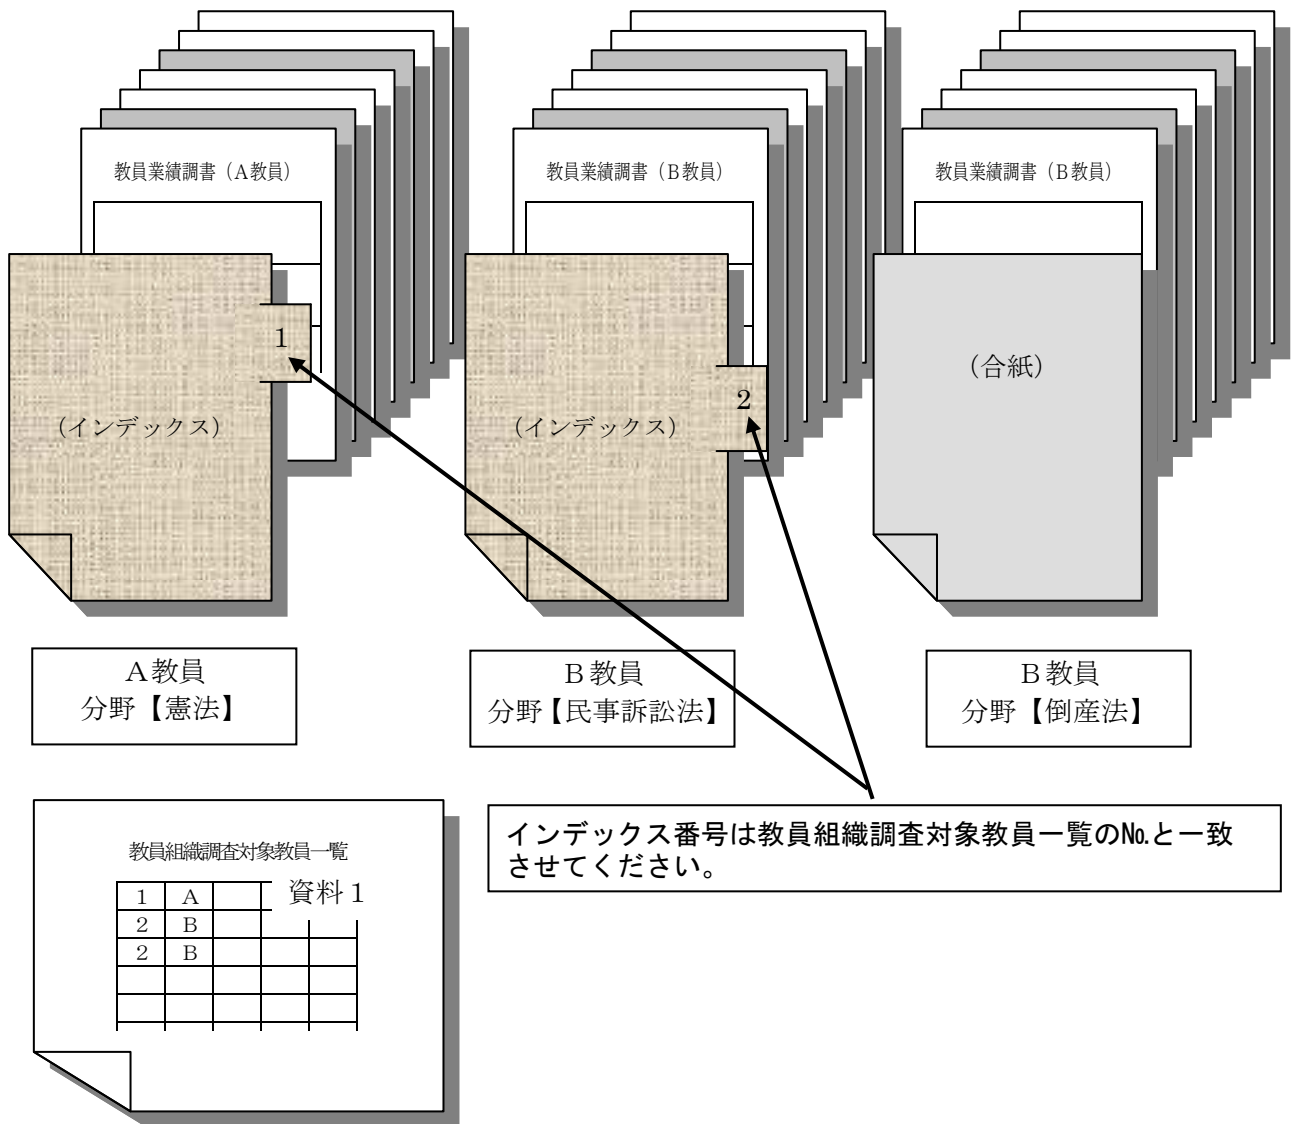 教員業績調書（Ａ教員）
教員業績調書（Ｂ教員）
教員業績調書（Ｂ教員）
1
（インデックス）
2
（インデックス）
（合紙）
Ａ教員
分野【憲法】
Ｂ教員
分野【民事訴訟法】
Ｂ教員
分野【倒産法】
インデックス番号は教員組織調査対象教員一覧の№と一致
させてください。
教員組織調査対象教員一覧
資料１
1 A
2 B
2 B